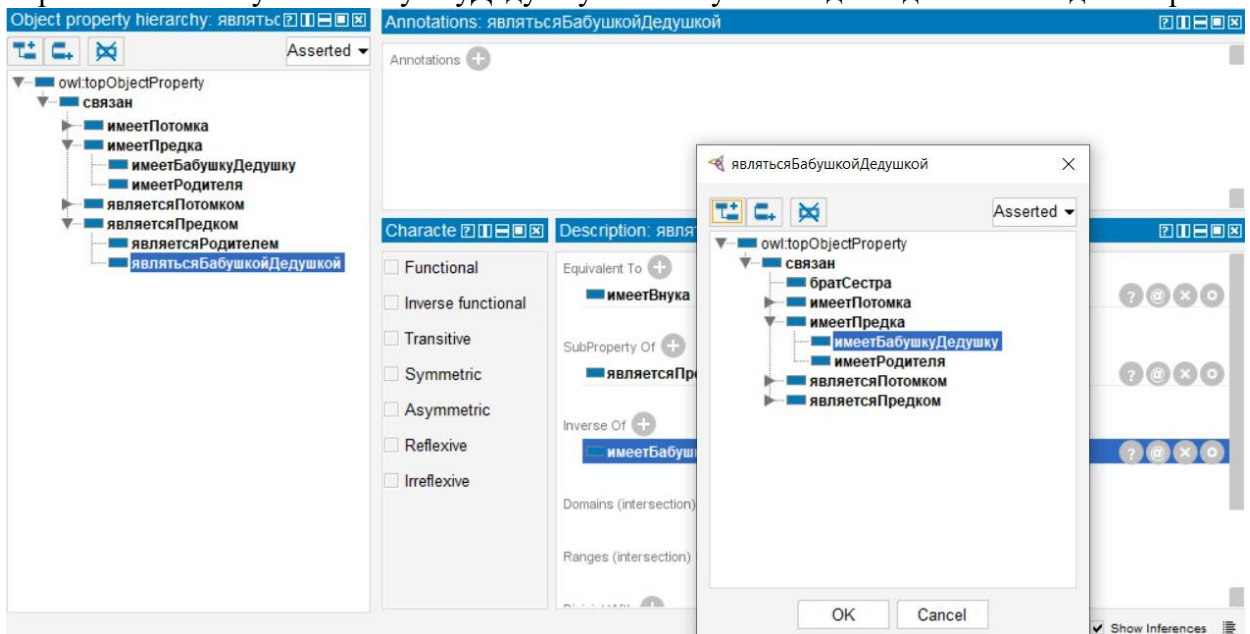 Object property hierarchy: являтьс
Asserted
owl:topObjectProperty
связан
имеетПотомка
имеетПредка
имеетБабушкуДедушку
имеетРодителя
являетсяПотомком
являетсяПредком
являетсяРодителем
являтьсяБабушкойДедушкой
Annotations: являтьсяБабушкойДедушкой
Annotations
Characte
Functional
Inverse functional
Transitive
Symmetric
Asymmetric
Reflexive
Irreflexive
Description: явля
Equivalent To
имеетВнука
SubProperty Of
являетсяПре
Inverse Of
имеетБабуш
Domains (intersection)
Ranges (intersection)
являтьсяБабушкойДедушкой
Asserted
owl:topObjectProperty
связан
братСестра
имеетПотомка
имеетПредка
имеетБабушкуДедушку
имеетРодителя
являетсяПотомком
являетсяПредком
OK Cancel
Show Inferences